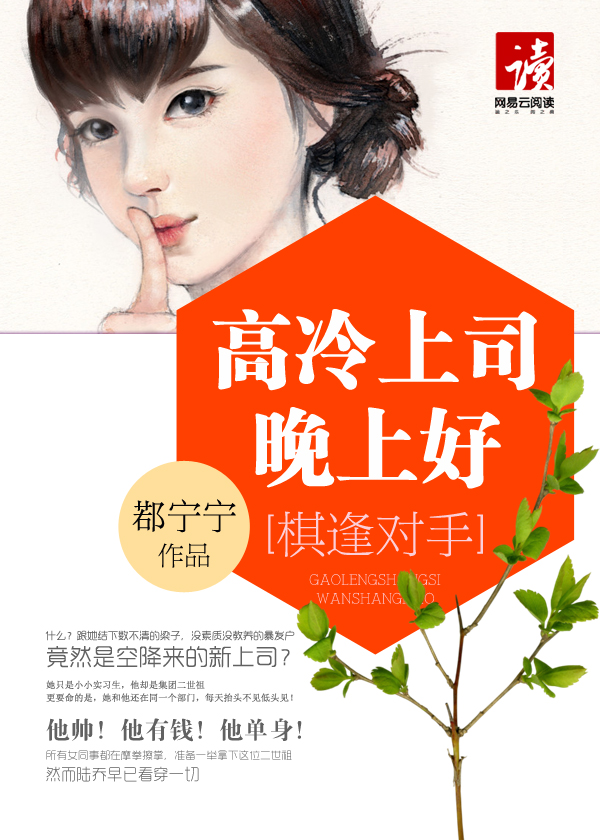 读
网易云阅读
高冷上司
晚上好
[棋逢对手]
都宁宁
作品
GAOLENGSHANGSI
什么?跟她结下数不清的梁子,没素质没教养的暴发户
竟然是空降来的新上司?
她只是小小实习生,他却是集团二世祖
更要命的是,她和他还在同一个部门,每天抬头不见低头见!
他帅!他有钱!他单身!
所有女同事都在摩拳擦掌,准备一举拿下这位二世祖
然而陆乔早已看穿一切